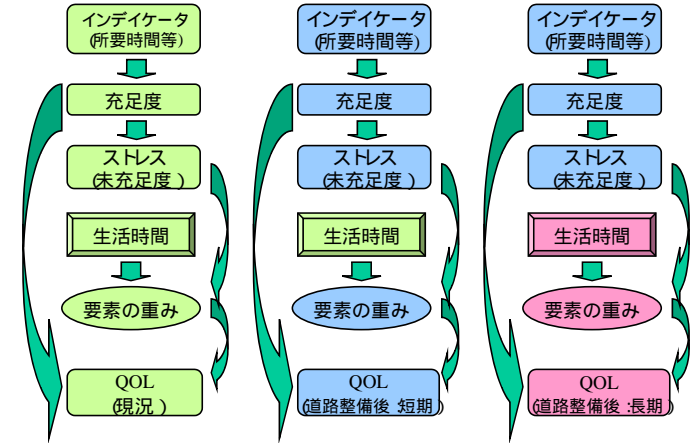 インデイケータ
(所要時間等)
充足度
ストレス
(未充足度)
生活時間
要素の重み
QOL
(現況)
インデイケータ
(所要時間等)
充足度
ストレス
(未充足度)
生活時間
要素の重み
QOL
(道路整備後:短期)
インデイケータ
(所要時間等)
充足度
ストレス
(未充足度)
生活時間
要素の重み
QOL
(道路整備後:長期)